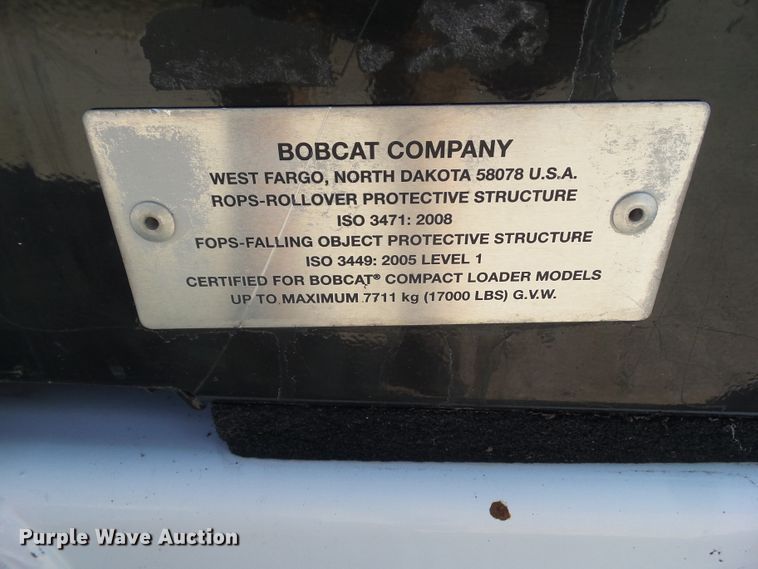 BOBCAT COMPANY
WEST FARGO, NORTH DAKOTA 58078 U.S.A.
ROPS-ROLLOVER PROTECTIVE STRUCTURE
ISO 3471: 2008
FOPS-FALLING OBJECT PROTECTIVE STRUCTURE
ISO 3449: 2005 LEVEL 1
CERTIFIED FOR BOBCAT® COMPACT LOADER MODELS
UP TO MAXIMUM 7711 kg (17000 LBS) G.V.W.
Purple Wave Auction